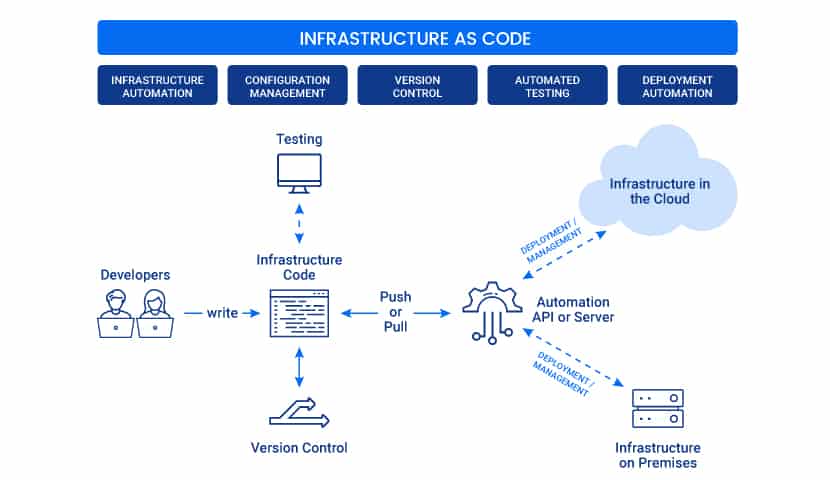 INFRASTRUCTURE AS CODE
INFRASTRUCTURE
AUTOMATION
CONFIGURATION
MANAGEMENT
VERSION
CONTROL
AUTOMATED
TESTING
DEPLOYMENT
AUTOMATION
Testing
Infrastructure in
the Cloud
DEPLOYMENT /
MANAGEMENT
Developers
Infrastructure
Code
write
Push
or
Pull
Automation
API or Server
DEPLOYMENT /
MANAGEMENT
Version Control
Infrastructure
on Premises